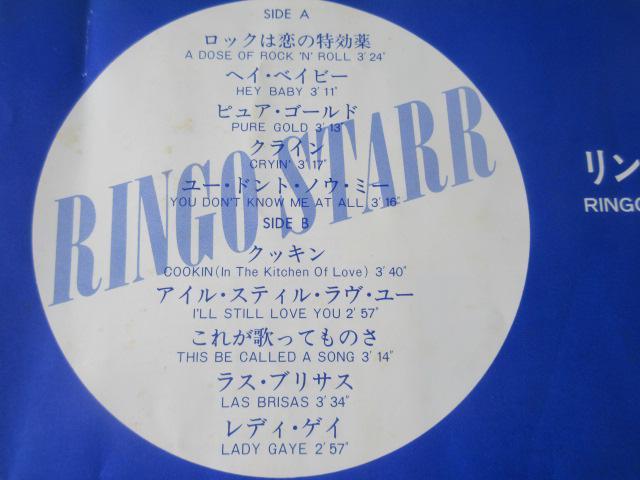 SIDE A
ロックは恋の特効薬
A DOSE OF ROCK 'N' ROLL 3'24"
ヘイ・ベイビー
HEY BABY 3'11"
ピュア・ゴールド
PURE GOLD 3'13"
クライン
CRYIN' 3'17"
ユー・ドント・ノウ・ミー
YOU DON'T KNOW ME AT ALL 3'16"
RINGO STARR
SIDE B
クッキン
COOKIN (In The Kitchen Of Love) 3'40"
アイル・スティル・ラヴ・ユー
I'LL STILL LOVE YOU 2'57"
これが歌ってものさ
THIS BE CALLED A SONG 3'14"
ラス・ブリサス
LAS BRISAS 3'34"
レディ・ゲイ
LADY GAYE 2'57"
リン
RINGO